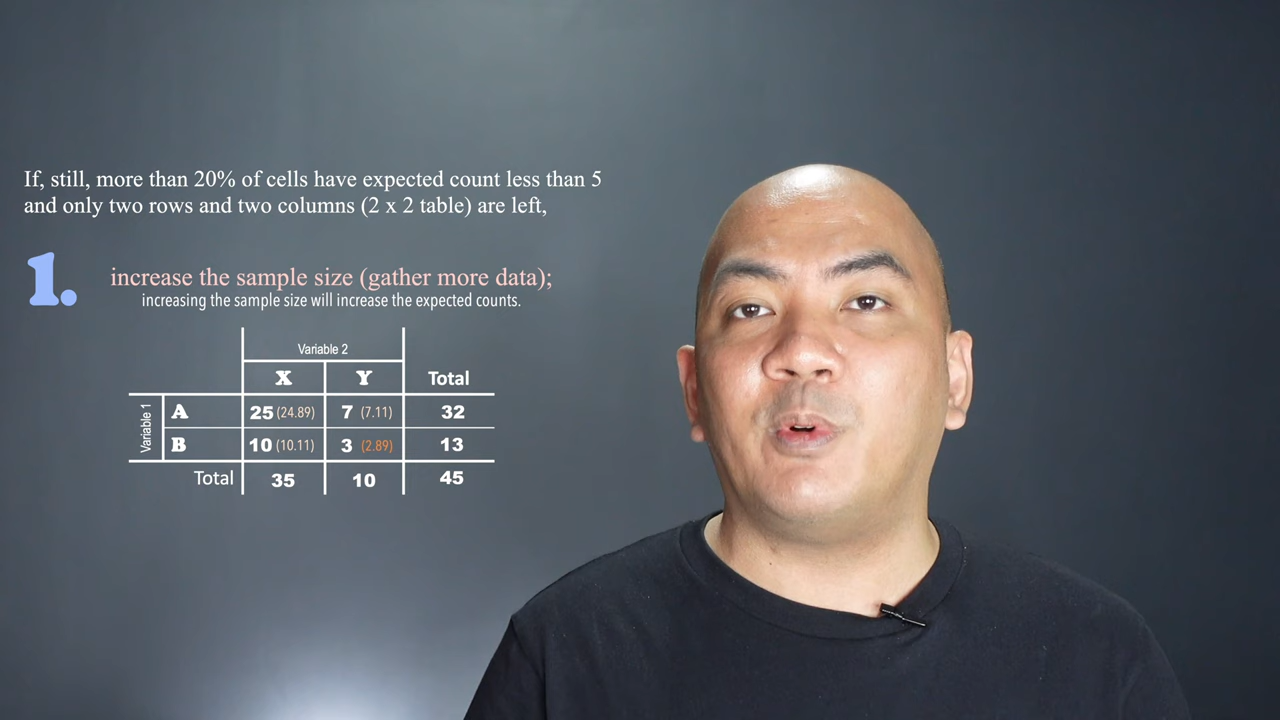 If, still, more than 20% of cells have expected count less than 5
and only two rows and two columns (2 x 2 table) are left,
1. increase the sample size (gather more data);
increasing the sample size will increase the expected counts.
Variable 2
X Y Total
Variable 1
A 25 (24.89) 7 (7.11) 32
B 10 (10.11) 3 (2.89) 13
Total 35 10 45